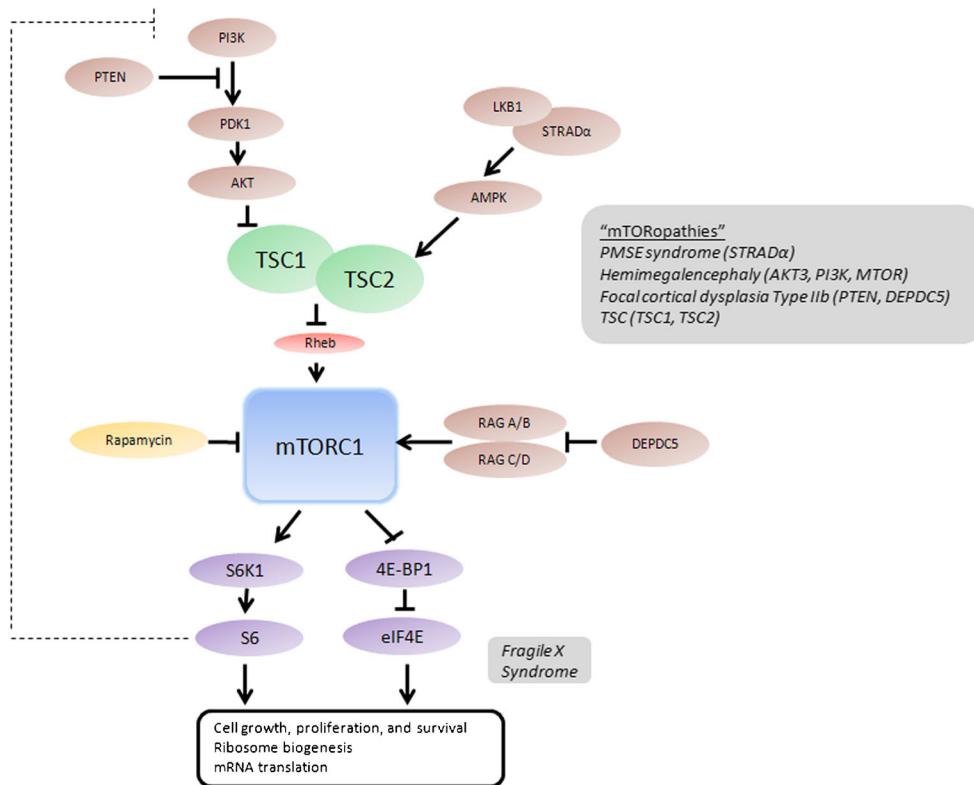 PI3K
PTEN
LKB1
PDK1
STRADα
AKT
AMPK
TSC1
TSC2
"mTORopathies"
PMSE syndrome (STRADα)
Hemimegalencephaly (AKT3, PI3K, MTOR)
Focal cortical dysplasia Type IIb (PTEN, DEPDC5)
TSC (TSC1, TSC2)
Rheb
Rapamycin
mTORC1
RAG A/B
RAG C/D
DEPDC5
S6K1
4E-BP1
S6
eIF4E
Fragile X
Syndrome
Cell growth, proliferation, and survival
Ribosome biogenesis
mRNA translation